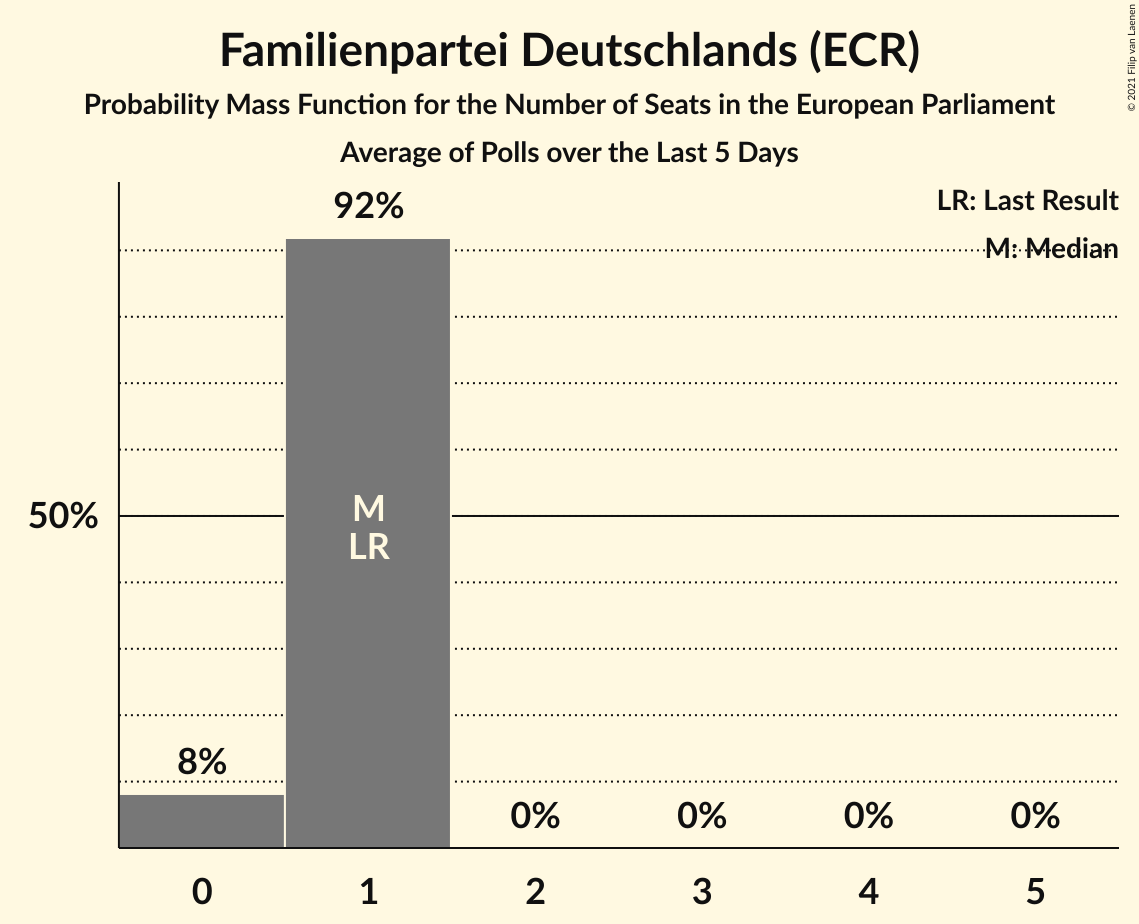 Familienpartei Deutschlands (ECR)
Probability Mass Function for the Number of Seats in the European Parliament
Average of Polls over the Last 5 Days
© 2021 Filip van Laenen
LR: Last Result
M: Median
92%
50%
M
LR
8%
0%
0%
0%
0%
0 1 2 3 4 5